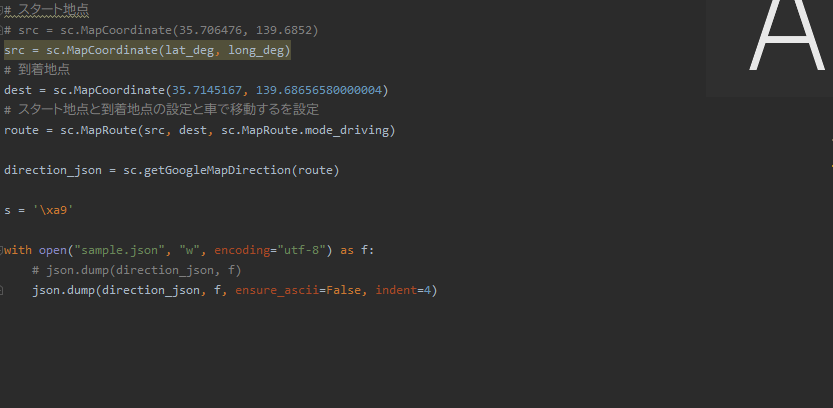 # スタート地点
# src = sc.MapCoordinate(35.706476, 139.6852)
src = sc.MapCoordinate(lat_deg, long_deg)
# 到着地点
dest = sc.MapCoordinate(35.7145167, 139.68656580000004)
# スタート地点と到着地点の設定と車で移動するを設定
route = sc.MapRoute(src, dest, sc.MapRoute.mode_driving)
direction_json = sc.getGoogleMapDirection(route)
s = '\xa9'
with open("sample.json", "w", encoding="utf-8") as f:
# json.dump(direction_json, f)
json.dump(direction_json, f, ensure_ascii=False, indent=4)
A